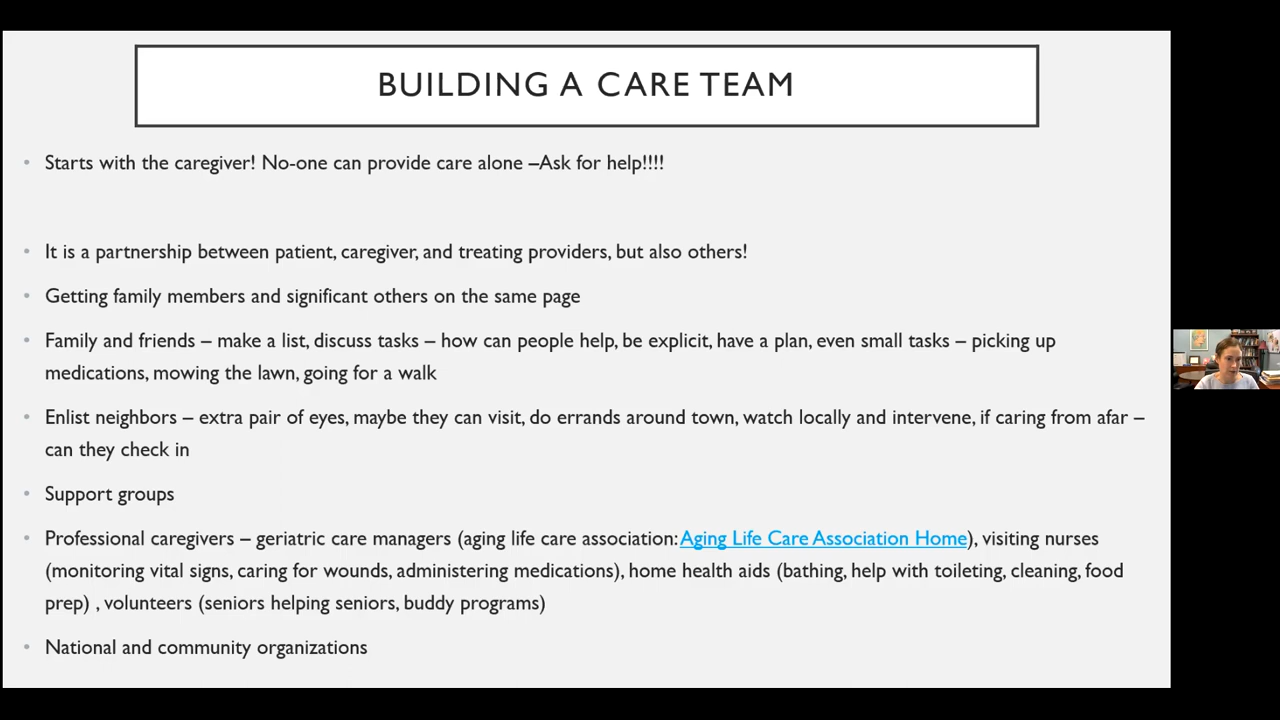 BUILDING A CARE TEAM
• Starts with the caregiver! No-one can provide care alone –Ask for help!!!!
• It is a partnership between patient, caregiver, and treating providers, but also others!
• Getting family members and significant others on the same page
• Family and friends – make a list, discuss tasks – how can people help, be explicit, have a plan, even small tasks – picking up
medications, mowing the lawn, going for a walk
• Enlist neighbors – extra pair of eyes, maybe they can visit, do errands around town, watch locally and intervene, if caring from afar –
can they check in
• Support groups
• Professional caregivers – geriatric care managers (aging life care association: Aging Life Care Association Home), visiting nurses
(monitoring vital signs, caring for wounds, administering medications), home health aids (bathing, help with toileting, cleaning, food
prep) , volunteers (seniors helping seniors, buddy programs)
• National and community organizations